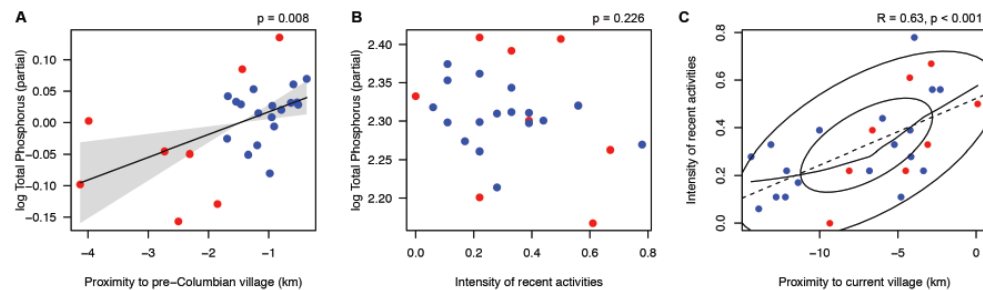 A
p = 0.008
log Total Phosphorus (partial)
0.10
0.05
0.00
−0.05
−0.10
−0.15
−4
−3
−2
−1
Proximity to pre−Columbian village (km)
B
p = 0.226
log Total Phosphorus (partial)
2.40
2.35
2.30
2.25
2.20
0.0
0.2
0.4
0.6
0.8
Intensity of recent activities
C
R = 0.63, p < 0.001
Intensity of recent activities
0.8
0.6
0.4
0.2
0.0
−10
−5
0
Proximity to current village (km)